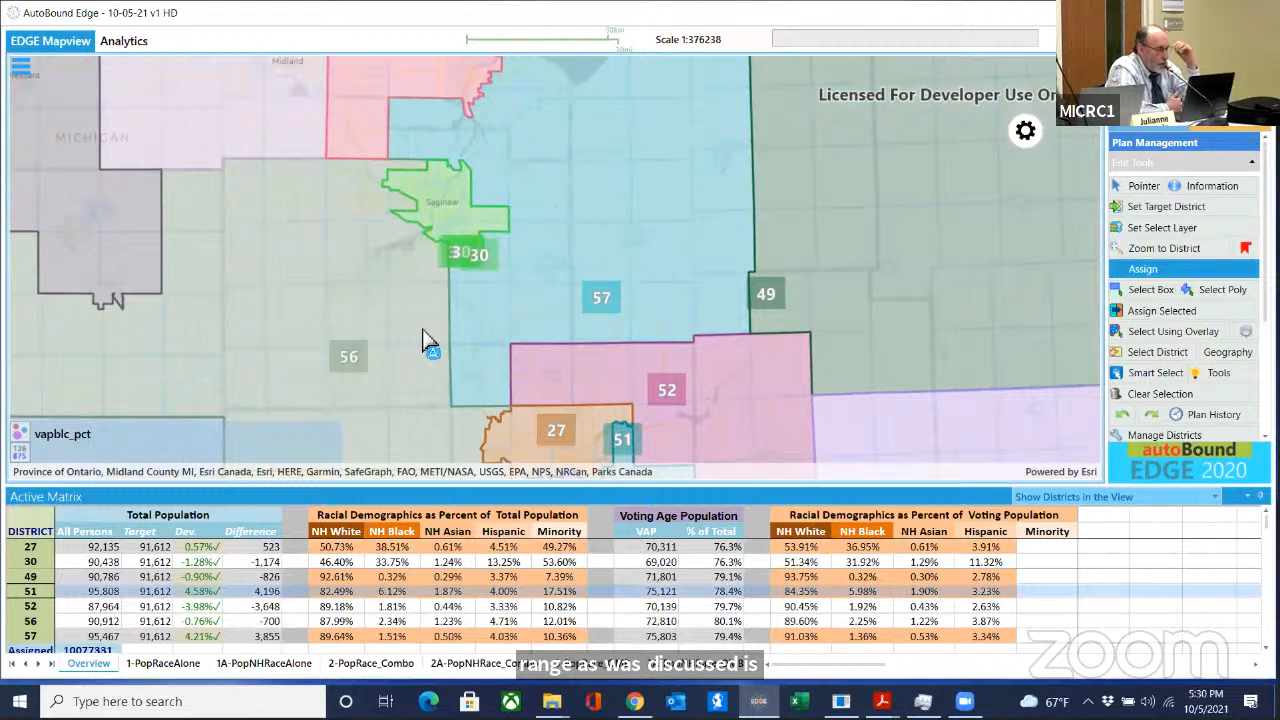 AutoBound Edge - 10-05-21 v1 HD
EDGE Mapview Analytics
30km
30mi
Scale 1:376238
Midland
MICHIGAN
Licensed For Developer Use On
MICRC1
Julianne
Saginaw
30 30
57
49
56
52
27
51
vapblc_pct
126
875
Province of Ontario, Midland County MI, Esri Canada, Esri, HERE, Garmin, SafeGraph, FAO, METI/NASA, USGS, EPA, NPS, NRCan, Parks Canada
Powered by Esri
Plan Management
Edit Tools
Pointer Information
Set Target District
Set Select Layer
Zoom to District
Assign
Select Box Select Poly
Assign Selected
Select Using Overlay
Select District Geography
Smart Select Tools
Clear Selection
Plan History
Manage Districts
autoBound
EDGE 2020
Active Matrix Show Districts in the View
Total Population Racial Demographics as Percent of Total Population Voting Age Population Racial Demographics as Percent of Voting Population
DISTRICT All Persons Target Dev. Difference NH White NH Black NH Asian Hispanic Minority VAP % of Total NH White NH Black NH Asian Hispanic Minority
27 92,135 91,612 0.57%✓ 523 50.73% 38.51% 0.61% 4.51% 49.27% 70,311 76.3% 53.91% 36.95% 0.61% 3.91%
30 90,438 91,612 -1.28%✓ -1,174 46.40% 33.75% 1.24% 13.25% 53.60% 69,020 76.3% 51.34% 31.92% 1.29% 11.32%
49 90,786 91,612 -0.90%✓ -826 92.61% 0.32% 0.29% 3.37% 7.39% 71,801 79.1% 93.75% 0.32% 0.30% 2.78%
51 95,808 91,612 4.58%✓ 4,196 82.49% 6.12% 1.87% 4.00% 17.51% 75,121 78.4% 84.35% 5.98% 1.90% 3.23%
52 87,964 91,612 -3.98%✓ -3,648 89.18% 1.81% 0.44% 3.33% 10.82% 70,139 79.7% 90.45% 1.92% 0.43% 2.63%
56 90,912 91,612 -0.76%✓ -700 87.99% 2.34% 1.23% 4.71% 12.01% 72,810 80.1% 89.60% 2.25% 1.22% 3.87%
57 95,467 91,612 4.21%✓ 3,855 89.64% 1.51% 0.50% 4.03% 10.36% 75,803 79.4% 91.03% 1.36% 0.53% 3.34%
Assigned 10077331
Overview 1-PopRaceAlone 1A-PopNHRaceAlone 2-PopRace_Combo 2A-PopNHRace_Con
range as was discussed is
zoom
Type here to search
67°F
5:30 PM
10/5/2021